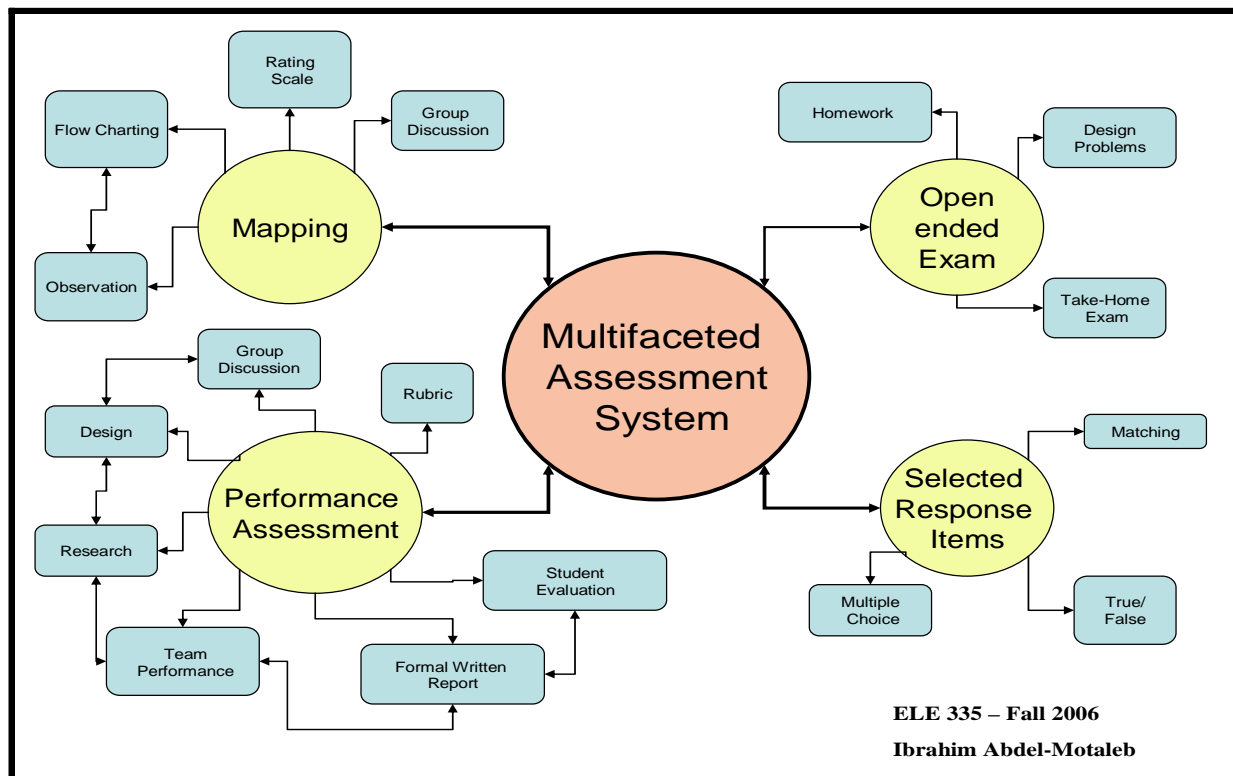 Rating
Scale
Flow Charting
Group
Discussion
Mapping
Observation
Homework
Design
Problems
Open
ended
Exam
Take-Home
Exam
Multifaceted
Assessment
System
Group
Discussion
Rubric
Design
Performance
Assessment
Research
Student
Evaluation
Team
Performance
Formal Written
Report
Matching
Selected
Response
Items
Multiple
Choice
True/
False
ELE 335 – Fall 2006
Ibrahim Abdel-Motaleb